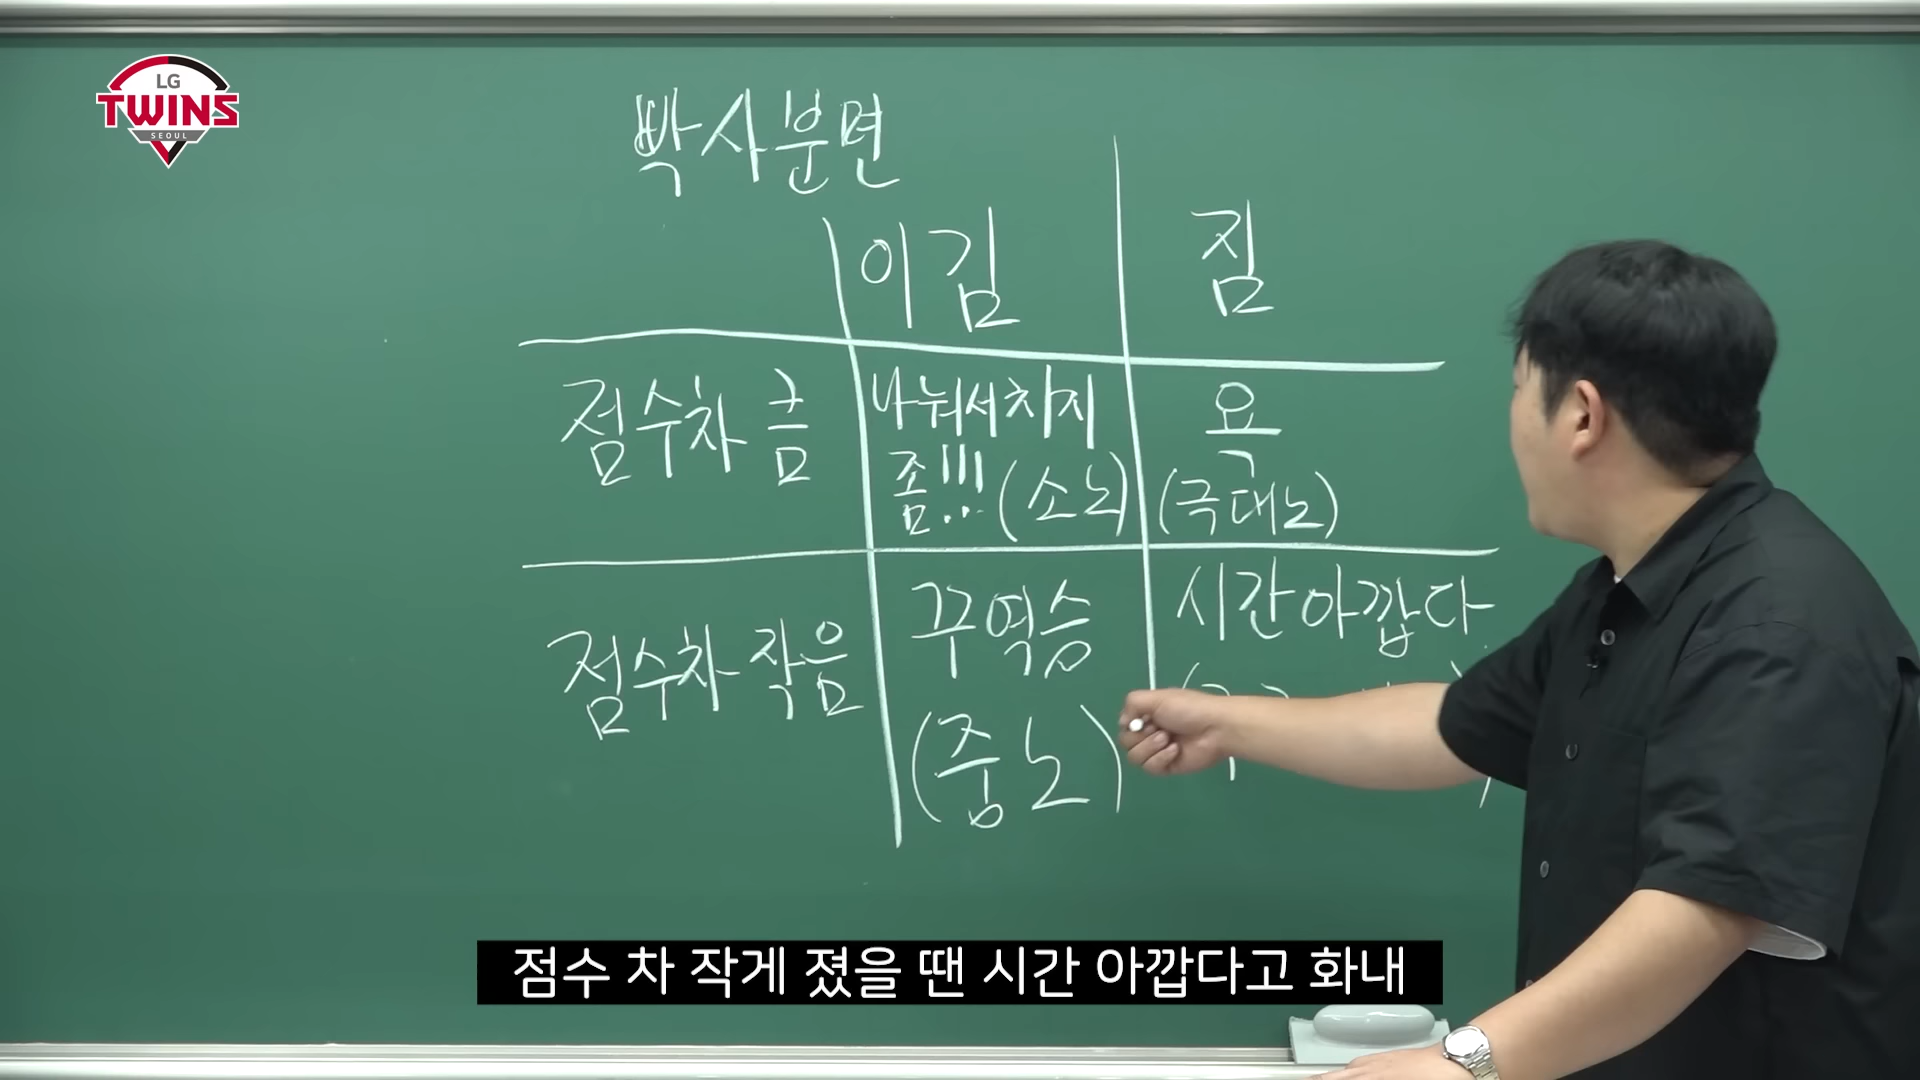 LG
TWINS
SEOUL
빡사분면
이김 짐
점수차 큼 나눠서 치지 욕
좀!!! (소노) (극대노)
점수차 작음 꾸역승 시간아깝다
(중노)
점수 차 작게 졌을 땐 시간 아깝다고 화내